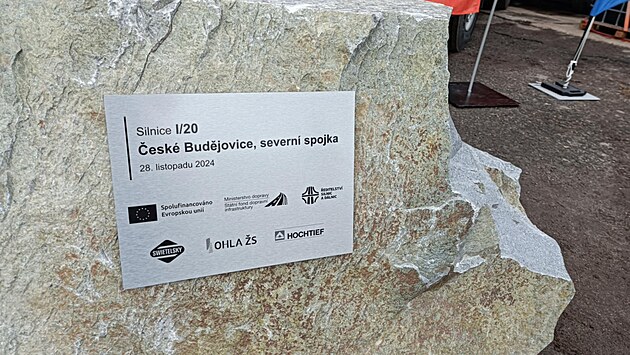 Silnice I/20
České Budějovice, severní spojka
28. listopadu 2024
Spolufinancováno
Evropskou unií
Ministerstvo dopravy
Státní fond dopravní
infrastruktury
ŘEDITELSTVÍ
SILNIC
A DÁLNIC
SWIETELSKY
OHLA ŽS
HOCHTIEF